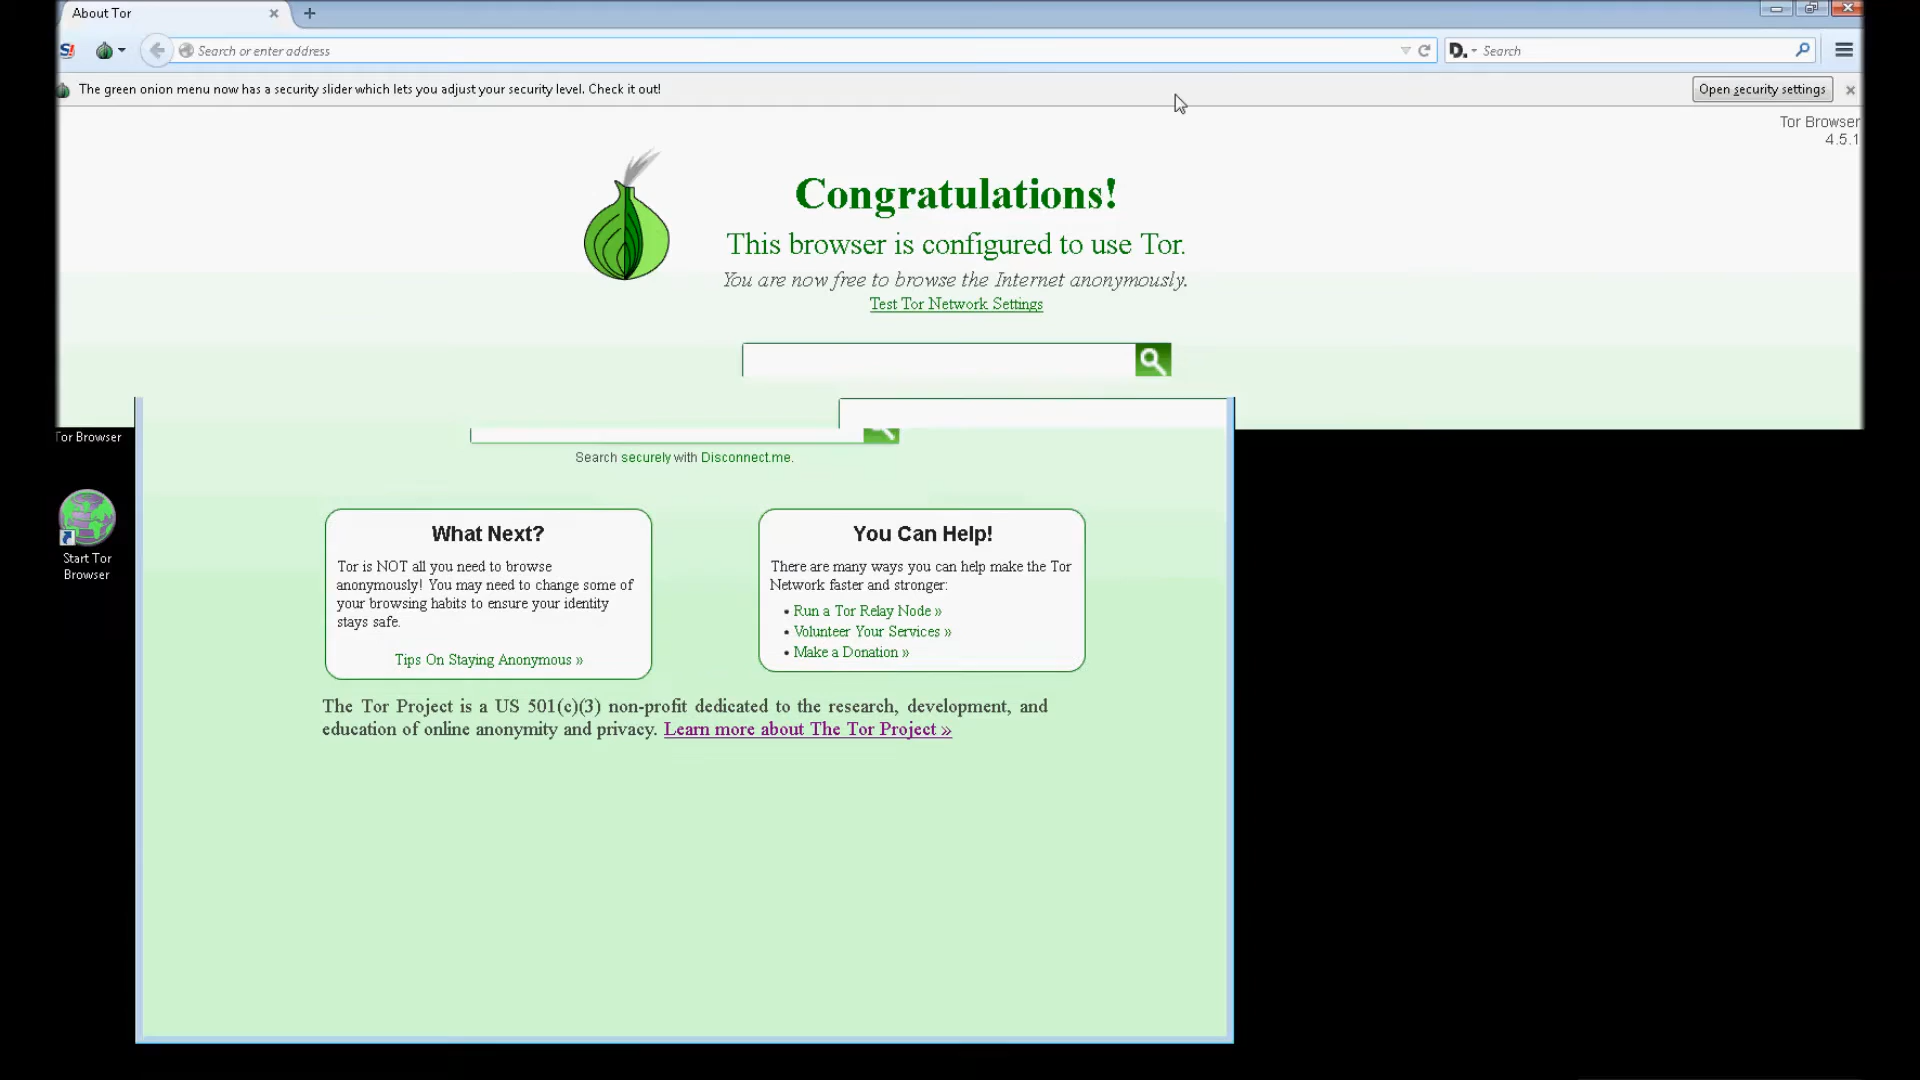 About Tor
Search or enter address
Search
The green onion menu now has a security slider which lets you adjust your security level. Check it out!
Open security settings
Tor Browser
4.5.1
Congratulations!
This browser is configured to use Tor.
You are now free to browse the Internet anonymously.
Test Tor Network Settings
Tor Browser
Search securely with Disconnect.me.
Start Tor
Browser
What Next?
Tor is NOT all you need to browse
anonymously! You may need to change some of
your browsing habits to ensure your identity
stays safe.
Tips On Staying Anonymous »
You Can Help!
There are many ways you can help make the Tor
Network faster and stronger:
• Run a Tor Relay Node »
• Volunteer Your Services »
• Make a Donation »
The Tor Project is a US 501(c)(3) non-profit dedicated to the research, development, and
education of online anonymity and privacy. Learn more about The Tor Project »